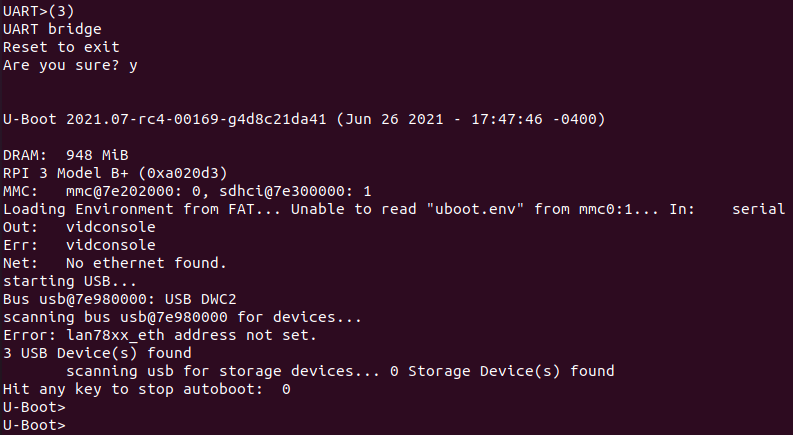 UART>(3)
UART bridge
Reset to exit
Are you sure? y
U-Boot 2021.07-rc4-00169-g4d8c21da41 (Jun 26 2021 - 17:47:46 -0400)
DRAM:  948 MiB
RPI 3 Model B+ (0xa020d3)
MMC:   mmc@7e202000: 0, sdhci@7e300000: 1
Loading Environment from FAT... Unable to read "uboot.env" from mmc0:1... In:    serial
Out:   vidconsole
Err:   vidconsole
Net:   No ethernet found.
starting USB...
Bus usb@7e980000: USB DWC2
scanning bus usb@7e980000 for devices...
Error: lan78xx_eth address not set.
3 USB Device(s) found
       scanning usb for storage devices... 0 Storage Device(s) found
Hit any key to stop autoboot:  0
U-Boot>
U-Boot>